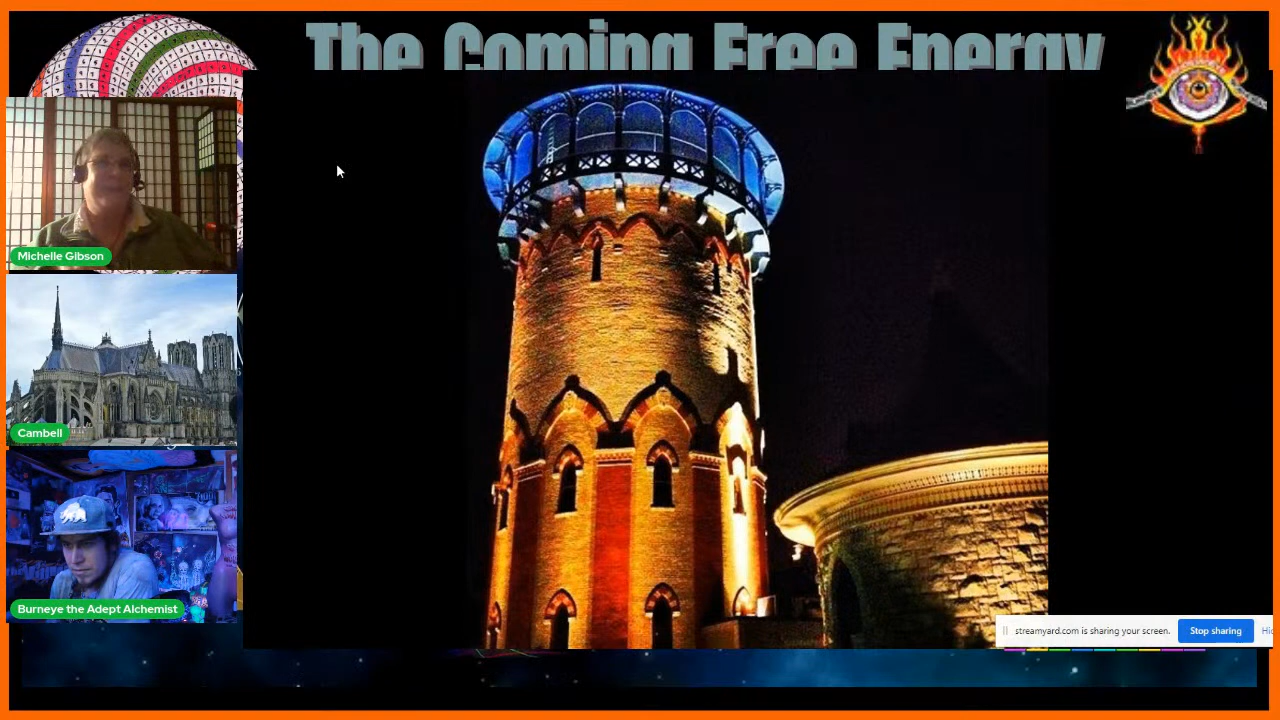 The Coming Free Energy
Michelle Gibson
Cambell
Burneye the Adept Alchemist
streamyard.com is sharing your screen.
Stop sharing